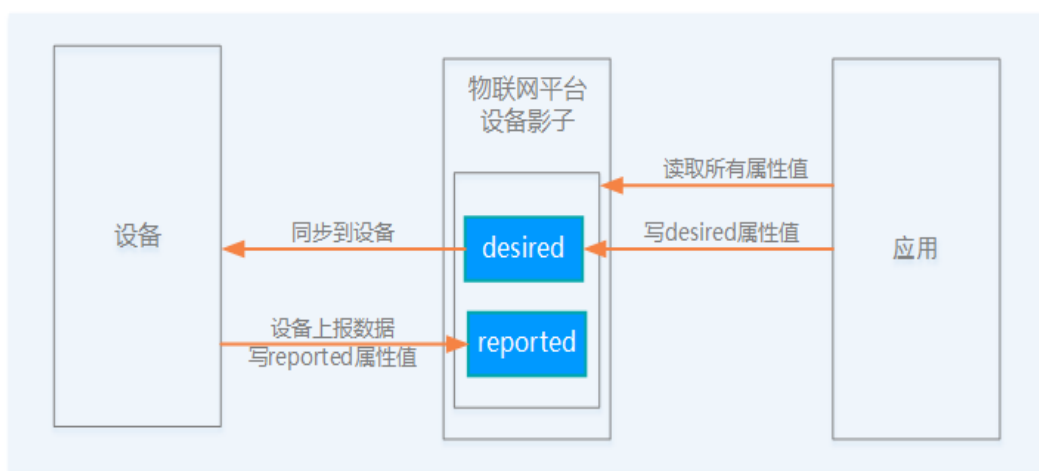 物联网平台
设备影子
读取所有属性值
设备
同步到设备
desired
写desired属性值
应用
设备上报数据
写reported属性值
reported